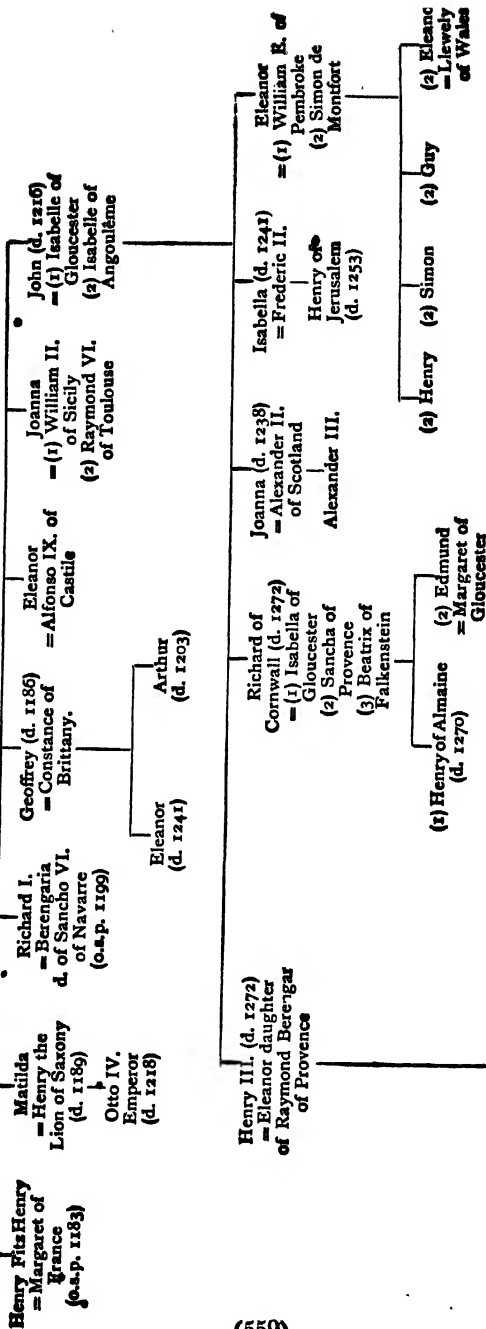 Henry FitzHenry
= Margaret of
France
(o.s.p. 1183)
Matilda
= Henry the
Lion of Saxony
(d. 1189)
Otto IV.
Emperor
(d. 1218)
Richard I.
= Berengaria
d. of Sancho VI.
of Navarre
(o.s.p. 1199)
Geoffrey (d. 1186)
= Constance of
Brittany.
Eleanor
(d. 1241)
Arthur
(d. 1203)
Eleanor
=Alfonso IX. of
Castile
Joanna
= (1) William II.
of Sicily
(2) Raymond VI.
of Toulouse
John (d. 1216)
= (1) Isabelle of
Gloucester
(2) Isabelle of
Angoulême
Henry III. (d. 1272)
= Eleanor daughter
of Raymond Berengar
of Provence
Richard of
Cornwall (d. 1272)
= (1) Isabella of
Gloucester
(2) Sancha of
Provence
(3) Beatrix of
Falkenstein
(1) Henry of Almaine
(d. 1270)
(2) Edmund
= Margaret of
Gloucester
Joanna (d. 1238)
= Alexander II.
of Scotland
Alexander III.
Isabella (d. 1241)
= Frederic II.
Henry of
Jerusalem
(d. 1253)
Eleanor
= (1) William E. of
Pembroke
(2) Simon de
Montfort
(2) Henry
(2) Simon
(2) Guy
(2) Eleanc
= Llewely
of Wales
(559)